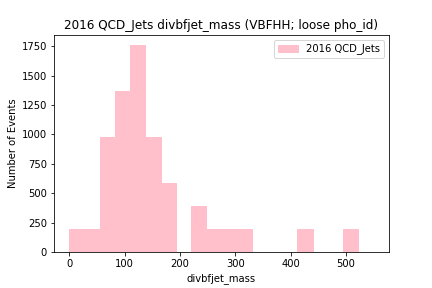 2016 QCD_Jets divbfjet_mass (VBFHH; loose pho_id)
2016 QCD_Jets
Number of Events
1750
1500
1250
1000
750
500
250
0
0 100 200 300 400 500
divbfjet_mass